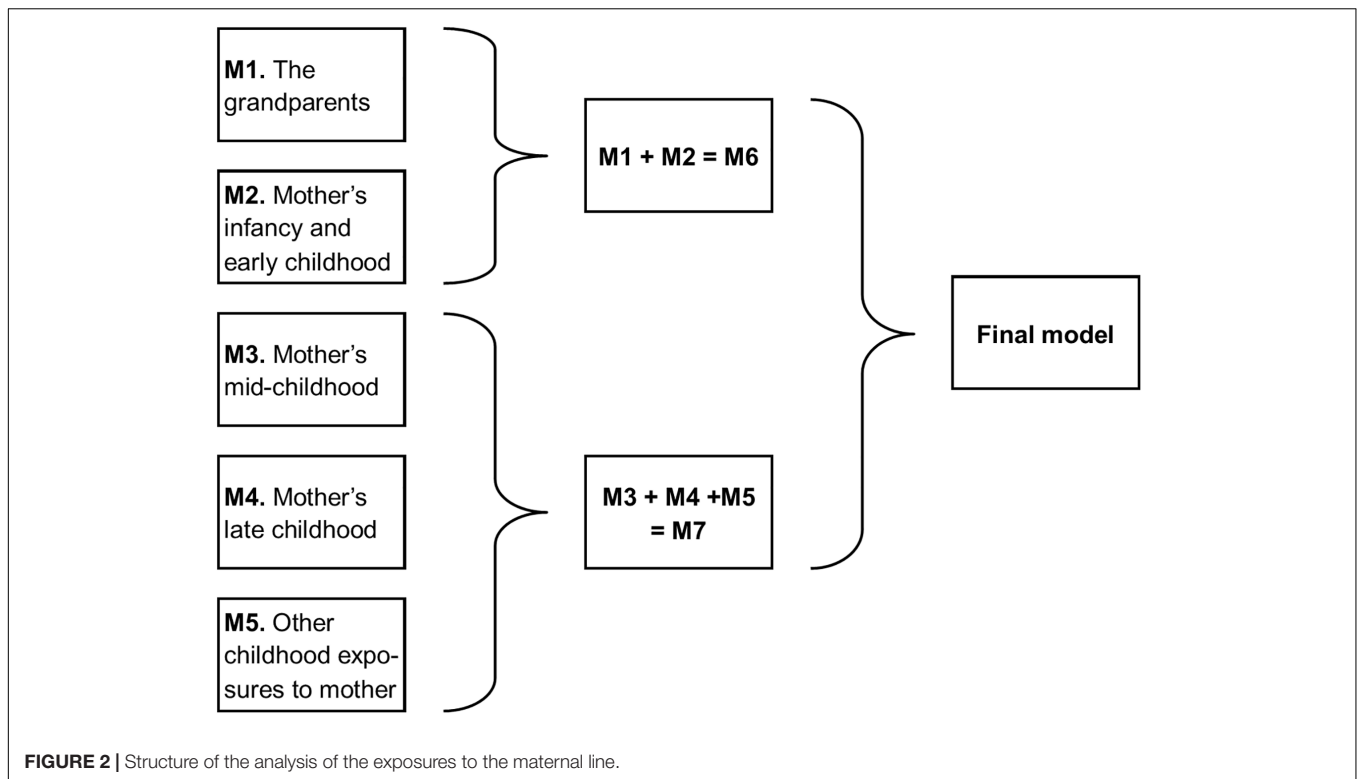 M1. The
grandparents
M2. Mother's
infancy and
early childhood
M3. Mother's
mid-childhood
M4. Mother's
late childhood
M5. Other
childhood expo-
sures to mother
M1 + M2 = M6
M3 + M4 +M5
= M7
Final model
FIGURE 2 | Structure of the analysis of the exposures to the maternal line.